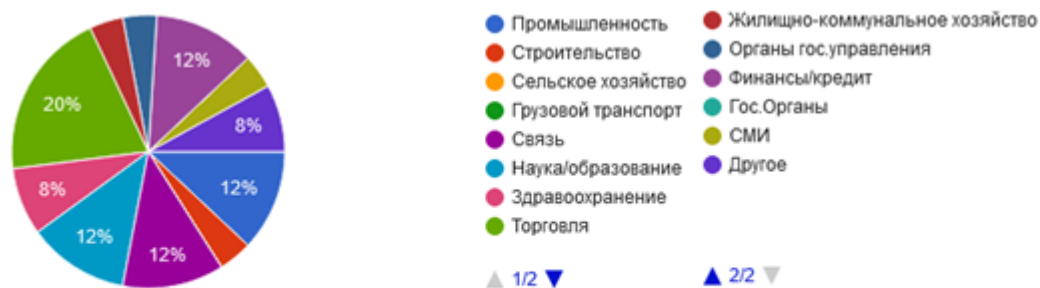 12%
20%
8%
8%
12%
12%
12%
Промышленность
Строительство
Сельское хозяйство
Грузовой транспорт
Связь
Наука/образование
Здравоохранение
Торговля
1/2
Жилищно-коммунальное хозяйство
Органы гос.управления
Финансы/кредит
Гос.Органы
СМИ
Другое
2/2